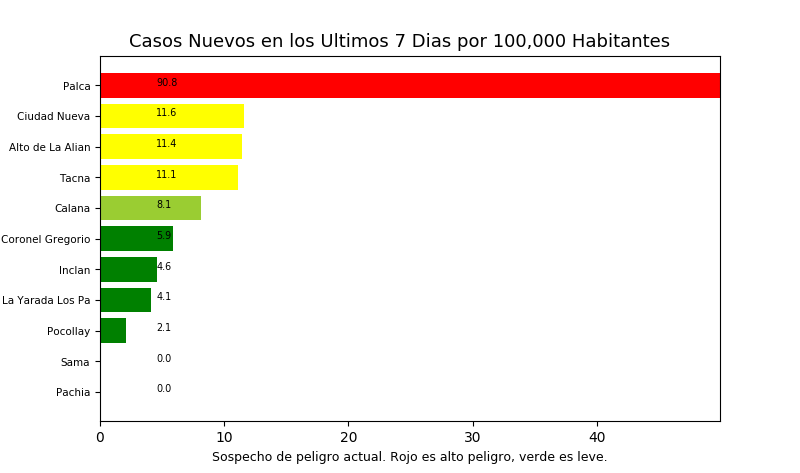 Casos Nuevos en los Ultimos 7 Dias por 100,000 Habitantes
Palca 90.8
Ciudad Nueva 11.6
Alto de La Alian 11.4
Tacna 11.1
Calana 8.1
Coronel Gregorio 5.9
Inclan 4.6
La Yarada Los Pa 4.1
Pocollay 2.1
Sama 0.0
Pachia 0.0
0 10 20 30 40
Sospecho de peligro actual. Rojo es alto peligro, verde es leve.